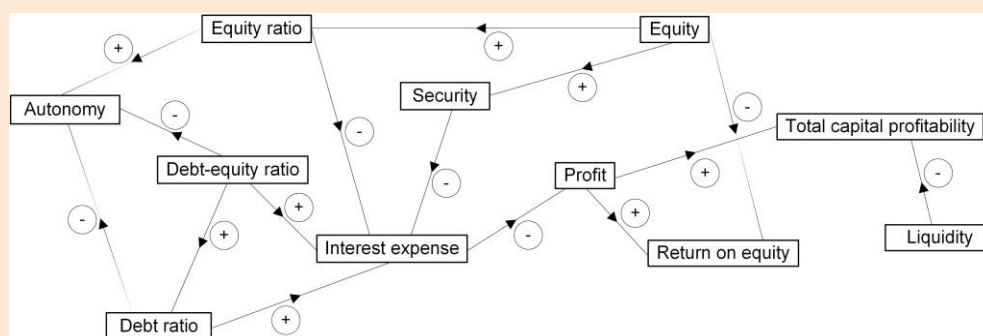 Equity ratio
Equity
+
+
+
Security
Autonomy
-
-
-
Total capital profitability
Debt-equity ratio
Profit
+
-
-
+
+
-
+
Interest expense
-
Return on equity
Liquidity
Debt ratio
+